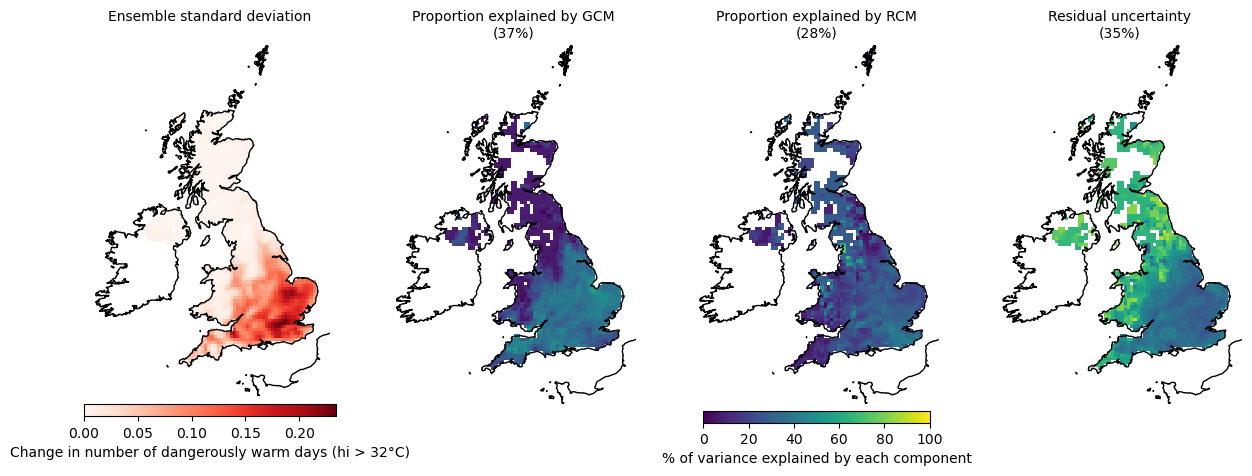 Ensemble standard deviation
Proportion explained by GCM
(37%)
Proportion explained by RCM
(28%)
Residual uncertainty
(35%)
0.00 0.05 0.10 0.15 0.20
Change in number of dangerously warm days (hi > 32°C)
0 20 40 60 80 100
% of variance explained by each component